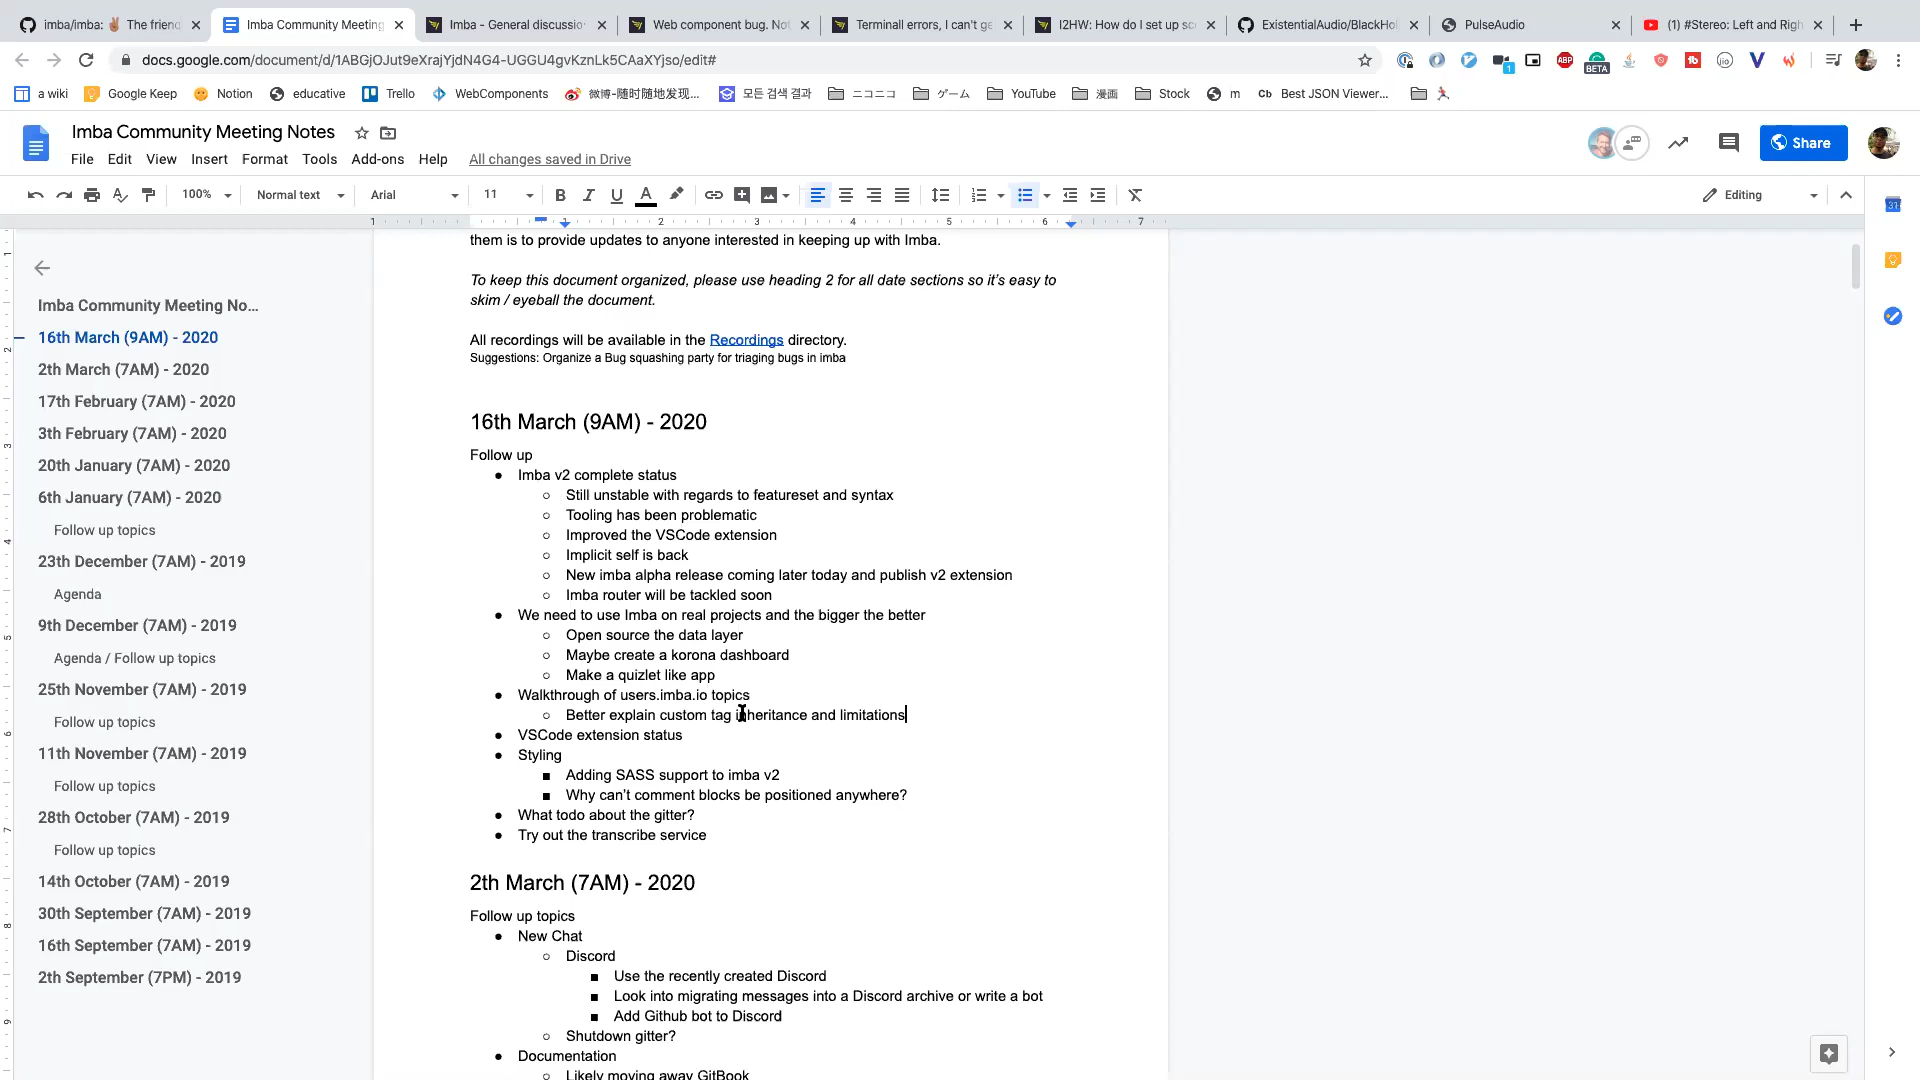 imba/imba: ✌🏽 The frien
Imba Community Meeting
Imba - General discussio
Web component bug. Not
Terminall errors, I can't ge
I2HW: How do I set up sc
ExistentialAudio/BlackHo
PulseAudio
(1) #Stereo: Left and Righ
docs.google.com/document/d/1ABGjOJut9eXrajYjdN4G4-UGGU4gvKznLk5CAaXYjso/edit#
a wiki
Google Keep
Notion
educative
Trello
WebComponents
微博-随时随地发现...
모든 검색 결과
ニコニコ
ゲーム
YouTube
漫画
Stock
m
Cb Best JSON Viewer...
Imba Community Meeting Notes
File Edit View Insert Format Tools Add-ons Help All changes saved in Drive
Share
100% Normal text Arial 11 Editing
Imba Community Meeting No...
16th March (9AM) - 2020
2th March (7AM) - 2020
17th February (7AM) - 2020
3th February (7AM) - 2020
20th January (7AM) - 2020
6th January (7AM) - 2020
Follow up topics
23th December (7AM) - 2019
Agenda
9th December (7AM) - 2019
Agenda / Follow up topics
25th November (7AM) - 2019
Follow up topics
11th November (7AM) - 2019
Follow up topics
28th October (7AM) - 2019
Follow up topics
14th October (7AM) - 2019
30th September (7AM) - 2019
16th September (7AM) - 2019
2th September (7PM) - 2019
them is to provide updates to anyone interested in keeping up with Imba.
To keep this document organized, please use heading 2 for all date sections so it's easy to
skim / eyeball the document.
All recordings will be available in the Recordings directory.
Suggestions: Organize a Bug squashing party for triaging bugs in imba
16th March (9AM) - 2020
Follow up
● Imba v2 complete status
○ Still unstable with regards to featureset and syntax
○ Tooling has been problematic
○ Improved the VSCode extension
○ Implicit self is back
○ New imba alpha release coming later today and publish v2 extension
○ Imba router will be tackled soon
● We need to use Imba on real projects and the bigger the better
○ Open source the data layer
○ Maybe create a korona dashboard
○ Make a quizlet like app
● Walkthrough of users.imba.io topics
○ Better explain custom tag inheritance and limitations
● VSCode extension status
● Styling
■ Adding SASS support to imba v2
■ Why can't comment blocks be positioned anywhere?
● What todo about the gitter?
● Try out the transcribe service
2th March (7AM) - 2020
Follow up topics
● New Chat
○ Discord
■ Use the recently created Discord
■ Look into migrating messages into a Discord archive or write a bot
■ Add Github bot to Discord
○ Shutdown gitter?
● Documentation
○ Likely moving away GitBook